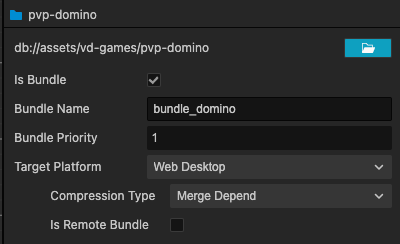 pvp-domino
db://assets/vd-games/pvp-domino
Is Bundle
Bundle Name bundle_domino
Bundle Priority 1
Target Platform Web Desktop
Compression Type Merge Depend
Is Remote Bundle